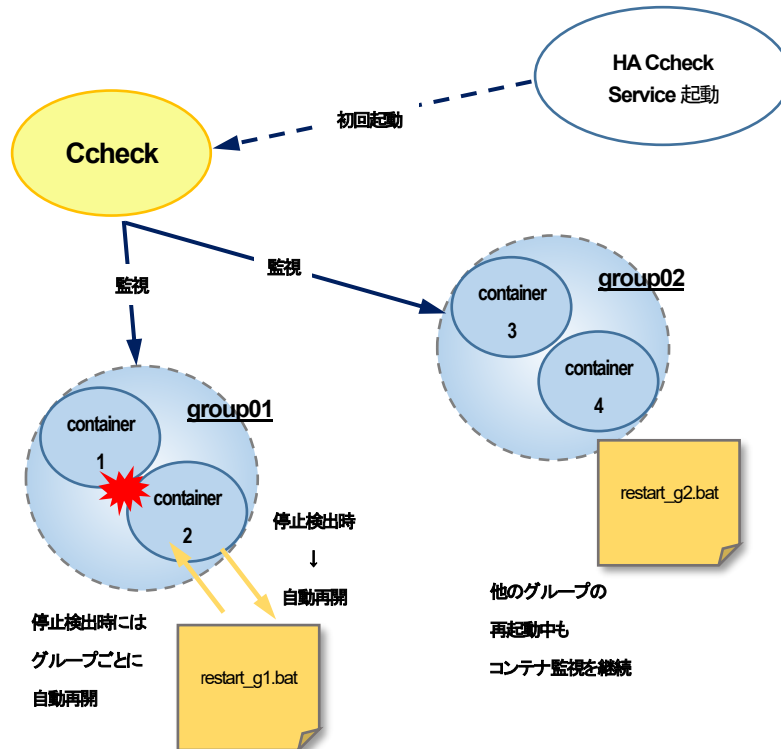 HA Ccheck
Service 起動
初回起動
Ccheck
監視
監視
group02
container
3
container
4
group01
container
1
container
2
restart_g2.bat
停止検出時
↓
自動再開
他のグループの
再起動中も
コンテナ監視を継続
停止検出時には
グループごとに
自動再開
restart_g1.bat